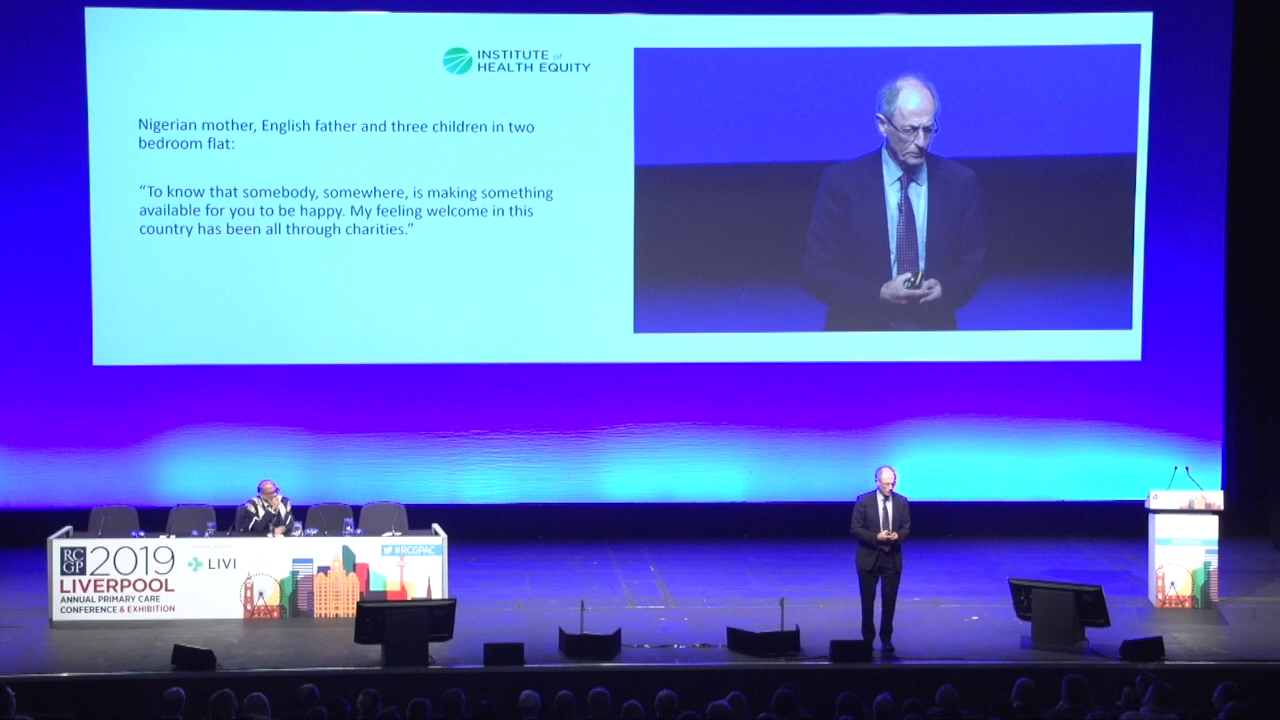 INSTITUTE of
HEALTH EQUITY
Nigerian mother, English father and three children in two
bedroom flat:
“To know that somebody, somewhere, is making something
available for you to be happy. My feeling welcome in this
country has been all through charities.”
RC
GP
2019
LIVERPOOL
ANNUAL PRIMARY CARE
CONFERENCE & EXHIBITION
LIVI
#RCGPAC